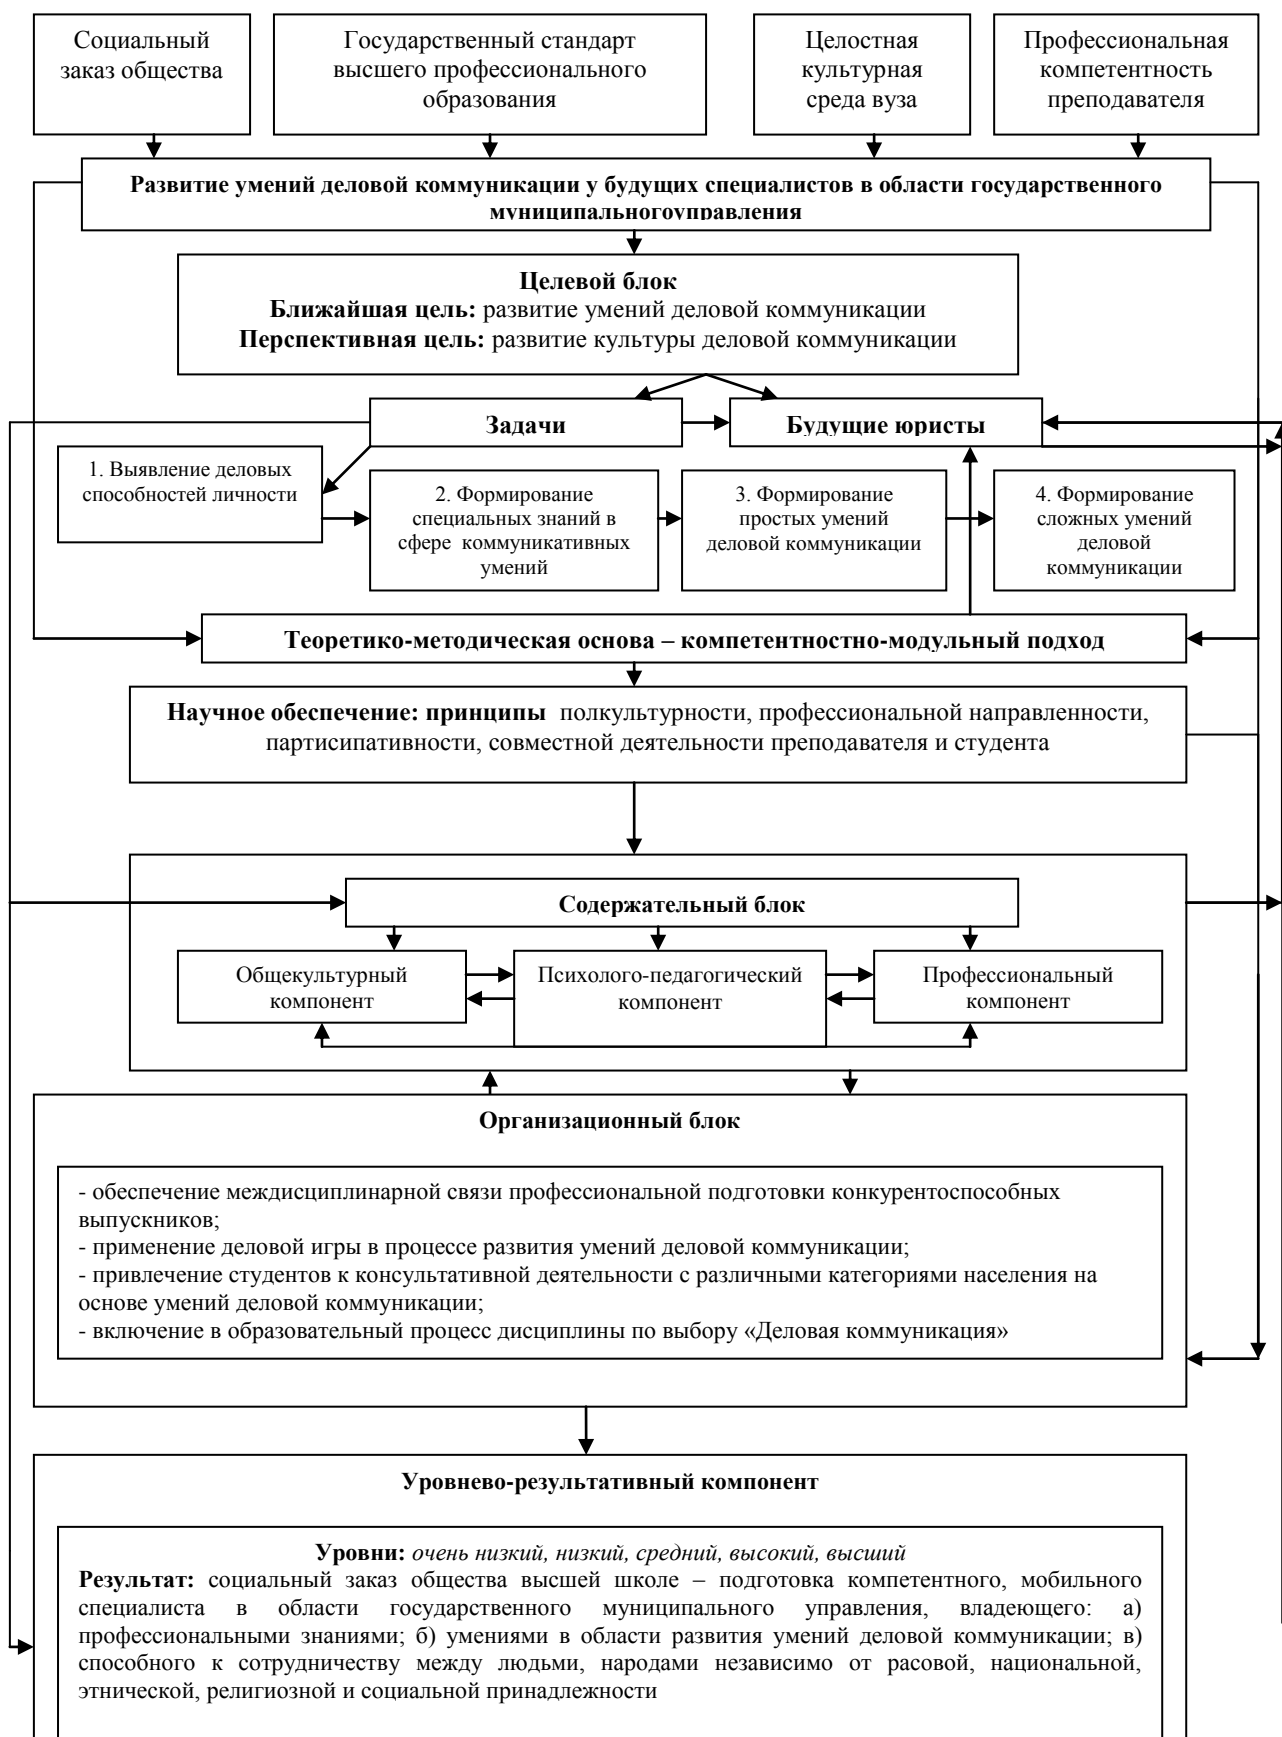 Социальный
заказ общества
Государственный стандарт
высшего профессионального
образования
Целостная
культурная
среда вуза
Профессиональная
компетентность
преподавателя
Развитие умений деловой коммуникации у будущих специалистов в области государственного
муниципальногоуправления
Целевой блок
Ближайшая цель: развитие умений деловой коммуникации
Перспективная цель: развитие культуры деловой коммуникации
Задачи
Будущие юристы
1. Выявление деловых
способностей личности
2. Формирование
специальных знаний в
сфере коммуникативных
умений
3. Формирование
простых умений
деловой коммуникации
4. Формирование
сложных умений
деловой
коммуникации
Теоретико-методическая основа – компетентностно-модульный подход
Научное обеспечение: принципы полкультурности, профессиональной направленности,
партисипативности, совместной деятельности преподавателя и студента
Содержательный блок
Общекультурный
компонент
Психолого-педагогический
компонент
Профессиональный
компонент
Организационный блок
- обеспечение междисциплинарной связи профессиональной подготовки конкурентоспособных
выпускников;
- применение деловой игры в процессе развития умений деловой коммуникации;
- привлечение студентов к консультативной деятельности с различными категориями населения на
основе умений деловой коммуникации;
- включение в образовательный процесс дисциплины по выбору «Деловая коммуникация»
Уровнево-результативный компонент
Уровни: очень низкий, низкий, средний, высокий, высший
Результат: социальный заказ общества высшей школе – подготовка компетентного, мобильного
специалиста в области государственного муниципального управления, владеющего: а)
профессиональными знаниями; б) умениями в области развития умений деловой коммуникации; в)
способного к сотрудничеству между людьми, народами независимо от расовой, национальной,
этнической, религиозной и социальной принадлежности